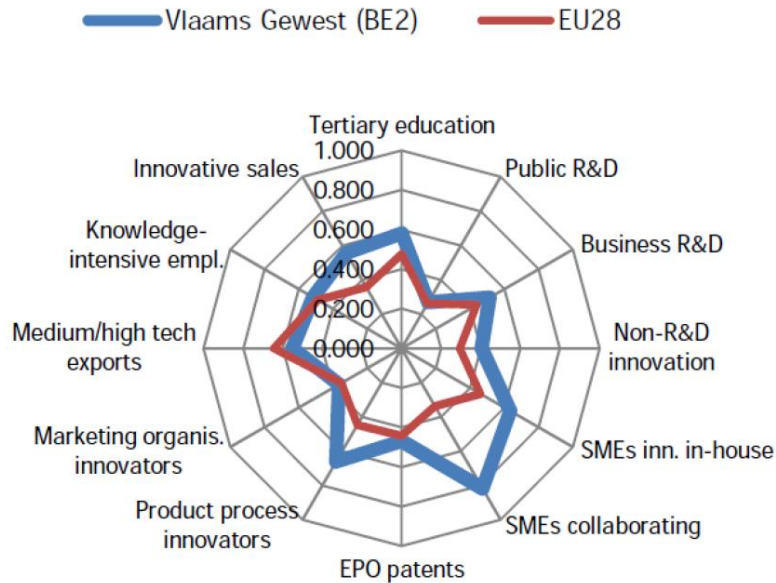 Vlaams Gewest (BE2) EU28
Tertiary education
1.000
Innovative sales
Public R&D
0.800
Knowledge-
intensive empl.
0.600
Business R&D
0.400
0.200
Medium/high tech
exports
0.000
Non-R&D
innovation
Marketing organis.
innovators
SMEs inn. in-house
Product process
innovators
SMEs collaborating
EPO patents